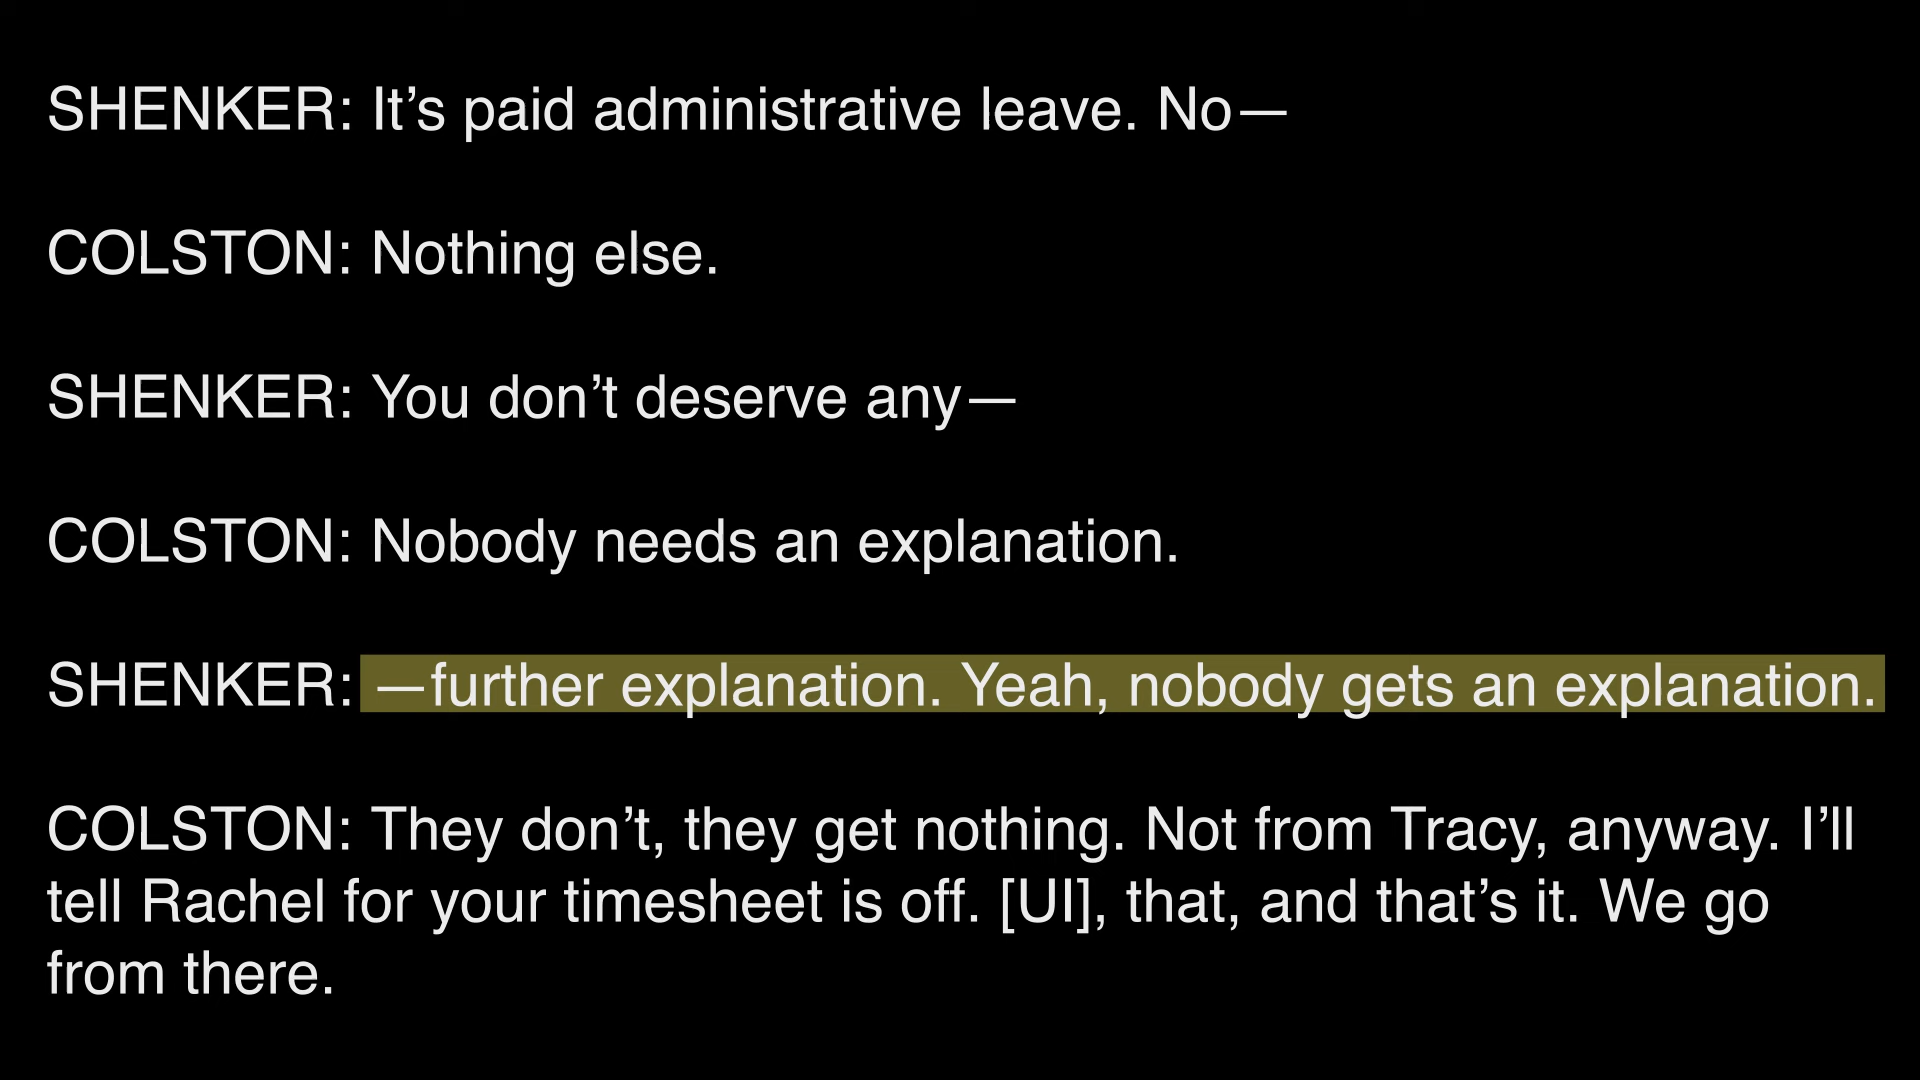 SHENKER: It’s paid administrative leave. No—
COLSTON: Nothing else.
SHENKER: You don’t deserve any—
COLSTON: Nobody needs an explanation.
SHENKER: —further explanation. Yeah, nobody gets an explanation.
COLSTON: They don’t, they get nothing. Not from Tracy, anyway. I’ll
tell Rachel for your timesheet is off. [UI], that, and that’s it. We go
from there.